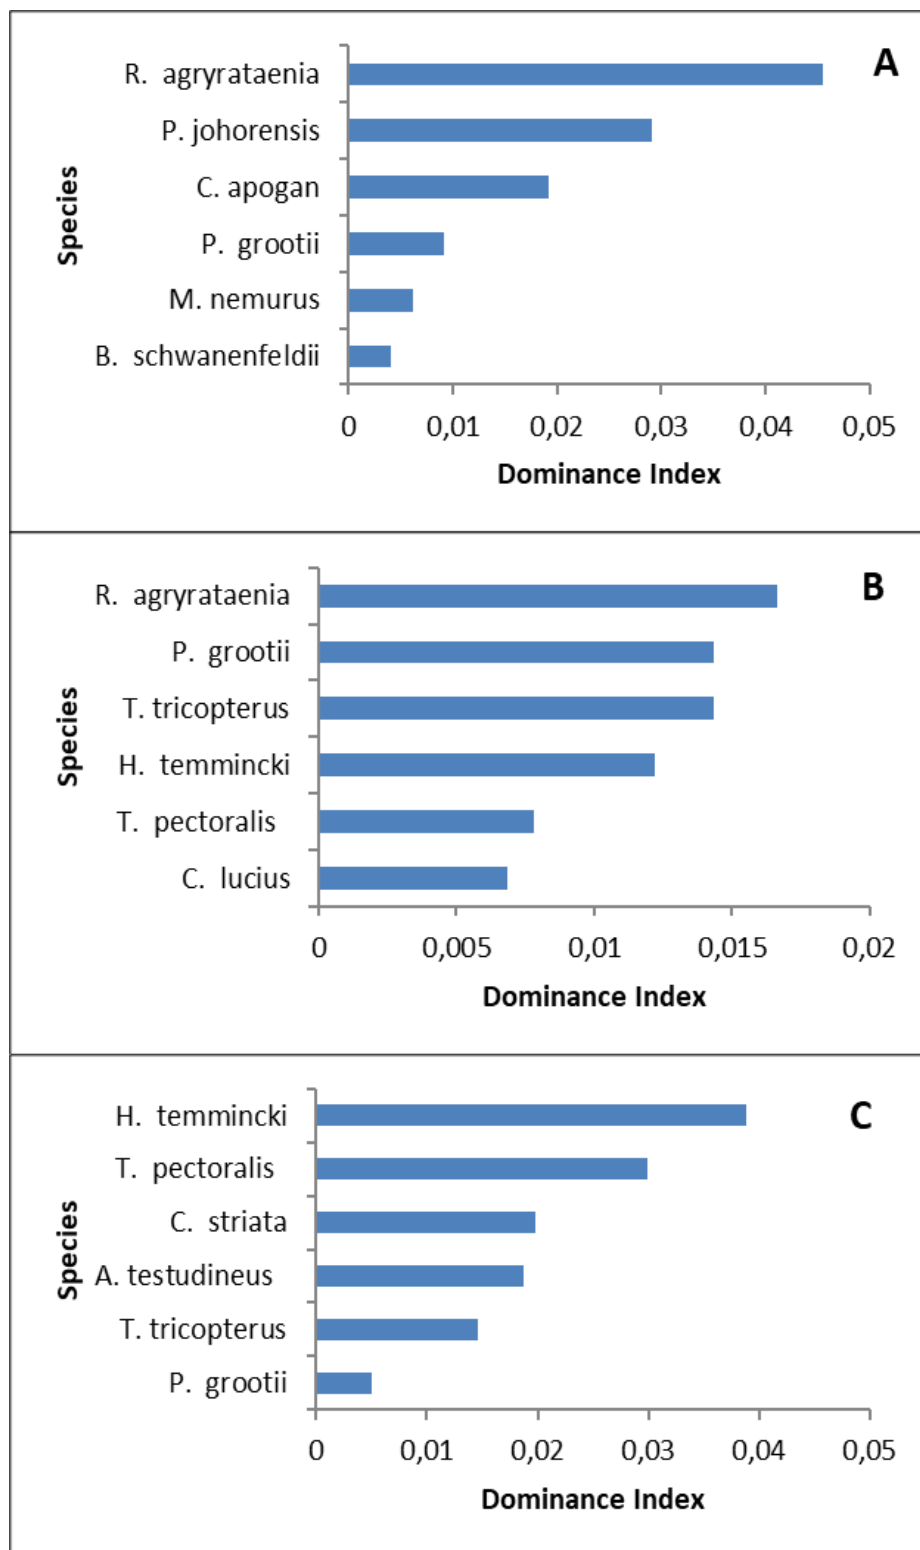 A
Species
R. agryrataenia
P. johorensis
C. apogan
P. grootii
M. nemurus
B. schwanenfeldii
0 0,01 0,02 0,03 0,04 0,05
Dominance Index
B
Species
R. agryrataenia
P. grootii
T. tricopterus
H. temmincki
T. pectoralis
C. lucius
0 0,005 0,01 0,015 0,02
Dominance Index
C
Species
H. temmincki
T. pectoralis
C. striata
A. testudineus
T. tricopterus
P. grootii
0 0,01 0,02 0,03 0,04 0,05
Dominance Index